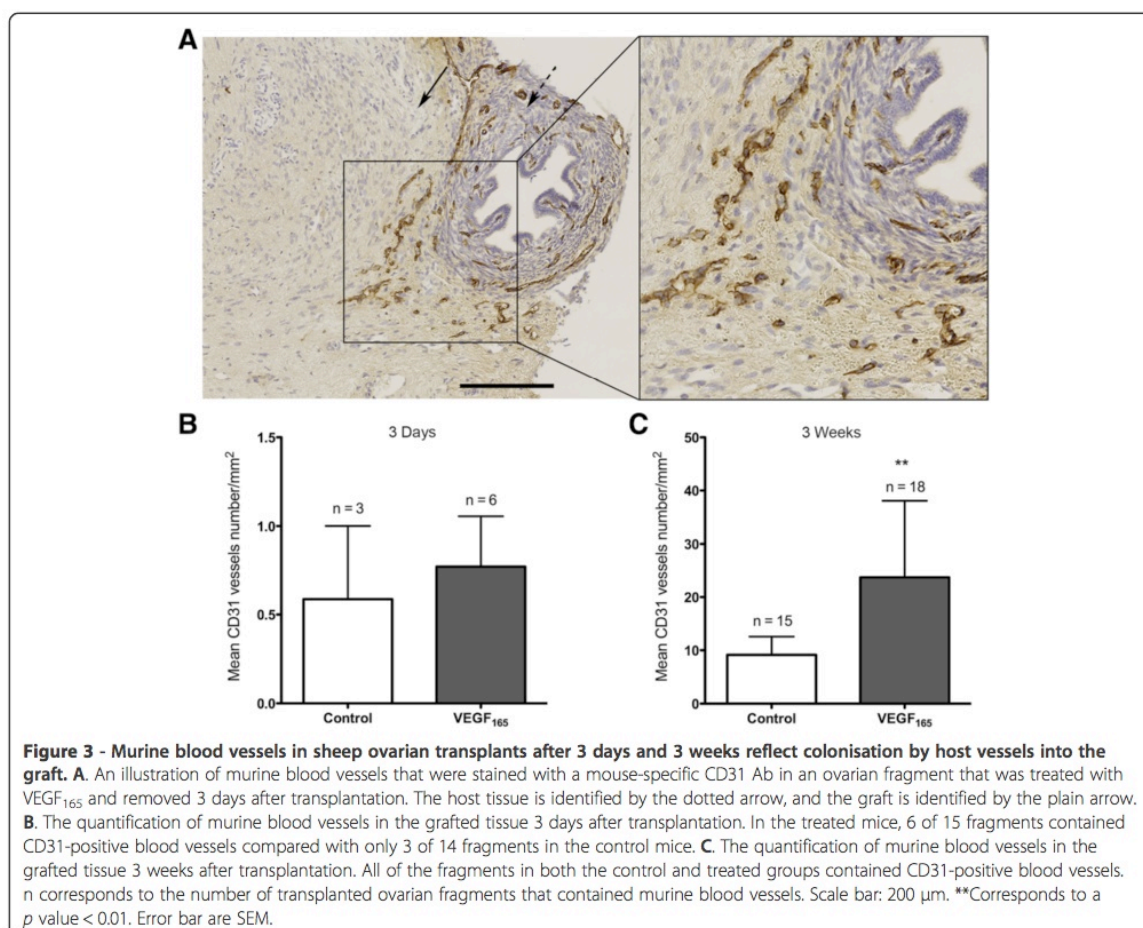 A
B
3 Days
1.5
1.0
0.5
0.0
Mean CD31 vessels number/mm²
n = 3
n = 6
Control
VEGF₁₆₅
C
3 Weeks
50
40
30
20
10
0
Mean CD31 vessels number/mm²
n = 15
**
n = 18
Control
VEGF₁₆₅
Figure 3 - Murine blood vessels in sheep ovarian transplants after 3 days and 3 weeks reflect colonisation by host vessels into the
graft. A. An illustration of murine blood vessels that were stained with a mouse-specific CD31 Ab in an ovarian fragment that was treated with
VEGF₁₆₅ and removed 3 days after transplantation. The host tissue is identified by the dotted arrow, and the graft is identified by the plain arrow.
B. The quantification of murine blood vessels in the grafted tissue 3 days after transplantation. In the treated mice, 6 of 15 fragments contained
CD31-positive blood vessels compared with only 3 of 14 fragments in the control mice. C. The quantification of murine blood vessels in the
grafted tissue 3 weeks after transplantation. All of the fragments in both the control and treated groups contained CD31-positive blood vessels.
n corresponds to the number of transplanted ovarian fragments that contained murine blood vessels. Scale bar: 200 μm. **Corresponds to a
p value < 0.01. Error bar are SEM.